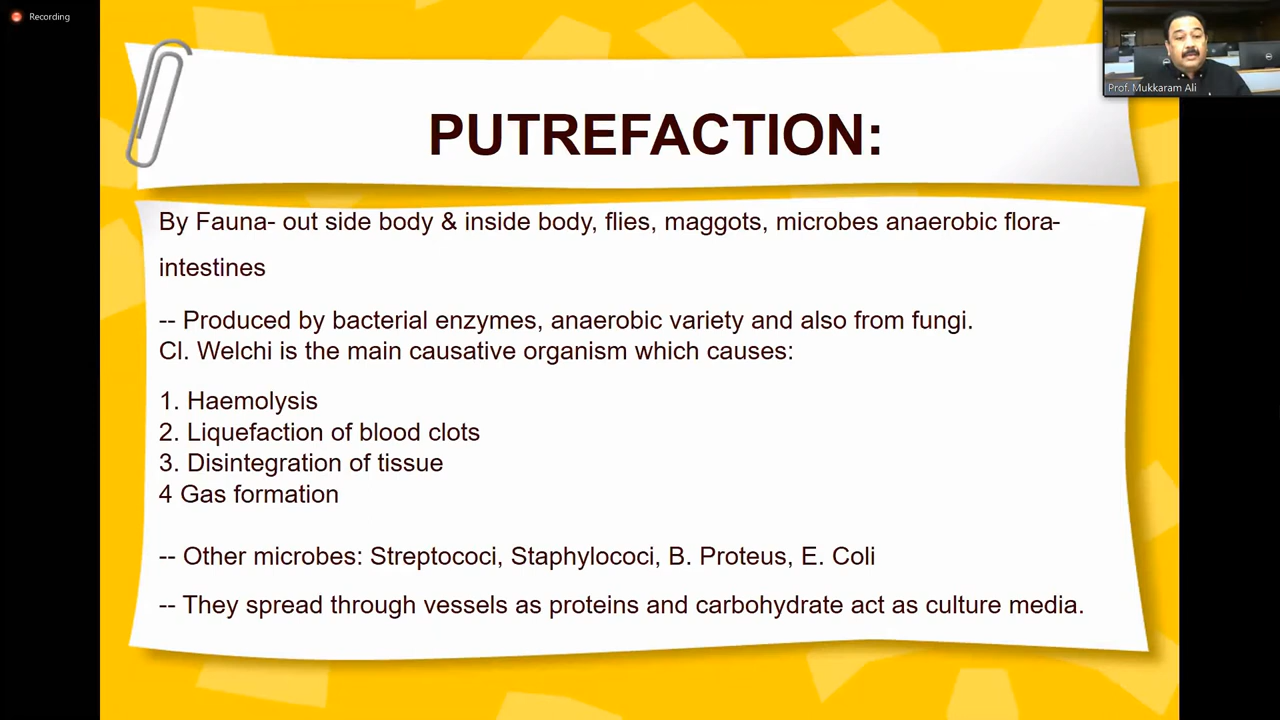 Recording
Prof. Mukkaram Ali
PUTREFACTION:
By Fauna- out side body & inside body, flies, maggots, microbes anaerobic flora-
intestines
-- Produced by bacterial enzymes, anaerobic variety and also from fungi.
Cl. Welchi is the main causative organism which causes:
1. Haemolysis
2. Liquefaction of blood clots
3. Disintegration of tissue
4 Gas formation
-- Other microbes: Streptococi, Staphylococi, B. Proteus, E. Coli
-- They spread through vessels as proteins and carbohydrate act as culture media.